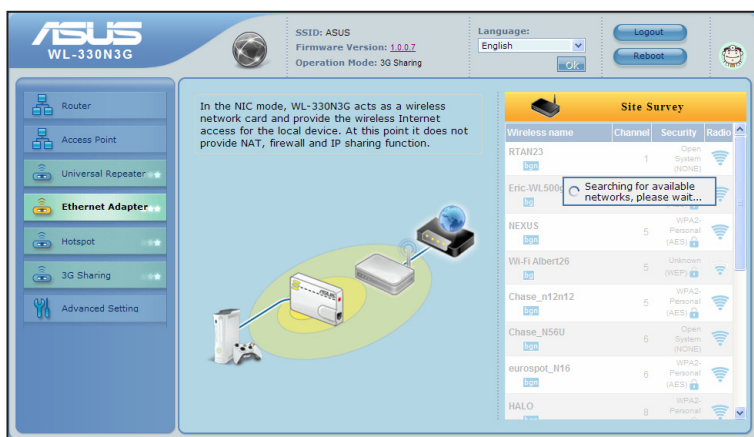 ASUS
WL-330N3G
SSID: ASUS
Firmware Version: 1.0.0.7
Operation Mode: 3G Sharing
Language:
English
Ok
Logout
Reboot
Router
Access Point
Universal Repeater
Ethernet Adapter
Hotspot
3G Sharing
Advanced Setting
In the NIC mode, WL-330N3G acts as a wireless
network card and provide the wireless Internet
access for the local device. At this point it does not
provide NAT, firewall and IP sharing function.
Site Survey
Wireless name Channel Security Radio
RTAN23
bgn
1
Open
System
(NONE)
Eric-WL500g
bg
Searching for available
networks, please wait...
NEXUS
bgn
5
WPA2-
Personal
(AES)
Wi-Fi Albert26
bg
5
Unknown
(WEP)
Chase_n12n12
bgn
5
WPA2-
Personal
(AES)
Chase_N56U
bgn
6
Open
System
(NONE)
eurospot_N16
bgn
6
WPA2-
Personal
(AES)
HALO
bgn
8
WPA2-
Personal